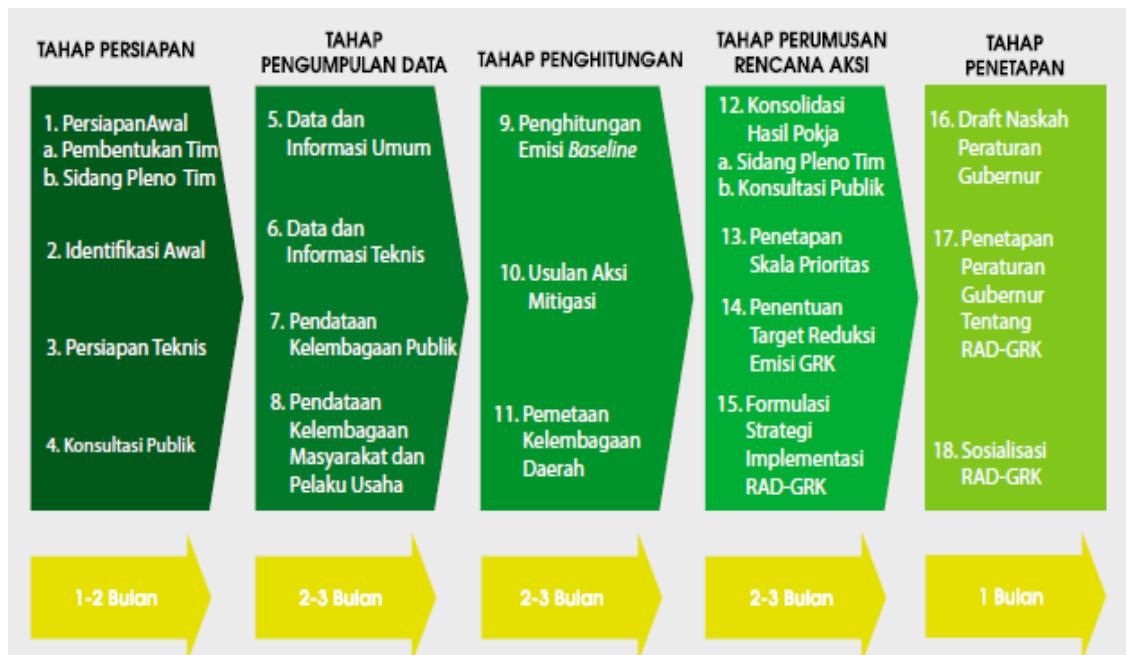 TAHAP PERSIAPAN
1. PersiapanAwal
a. Pembentukan Tim
b. Sidang Pleno Tim
2. Identifikasi Awal
3. Persiapan Teknis
4. Konsultasi Publik
1-2 Bulan
TAHAP
PENGUMPULAN DATA
5. Data dan
Informasi Umum
6. Data dan
Informasi Teknis
7. Pendataan
Kelembagaan Publik
8. Pendataan
Kelembagaan
Masyarakat dan
Pelaku Usaha
2-3 Bulan
TAHAP PENGHITUNGAN
9. Penghitungan
Emisi Baseline
10. Usulan Aksi
Mitigasi
11. Pemetaan
Kelembagaan
Daerah
2-3 Bulan
TAHAP PERUMUSAN
RENCANA AKSI
12. Konsolidasi
Hasil Pokja
a. Sidang Pleno Tim
b. Konsultasi Publik
13. Penetapan
Skala Prioritas
14. Penentuan
Target Reduksi
Emisi GRK
15. Formulasi
Strategi
Implementasi
RAD-GRK
2-3 Bulan
TAHAP
PENETAPAN
16. Draft Naskah
Peraturan
Gubernur
17. Penetapan
Peraturan
Gubernur
Tentang
RAD-GRK
18. Sosialisasi
RAD-GRK
1 Bulan